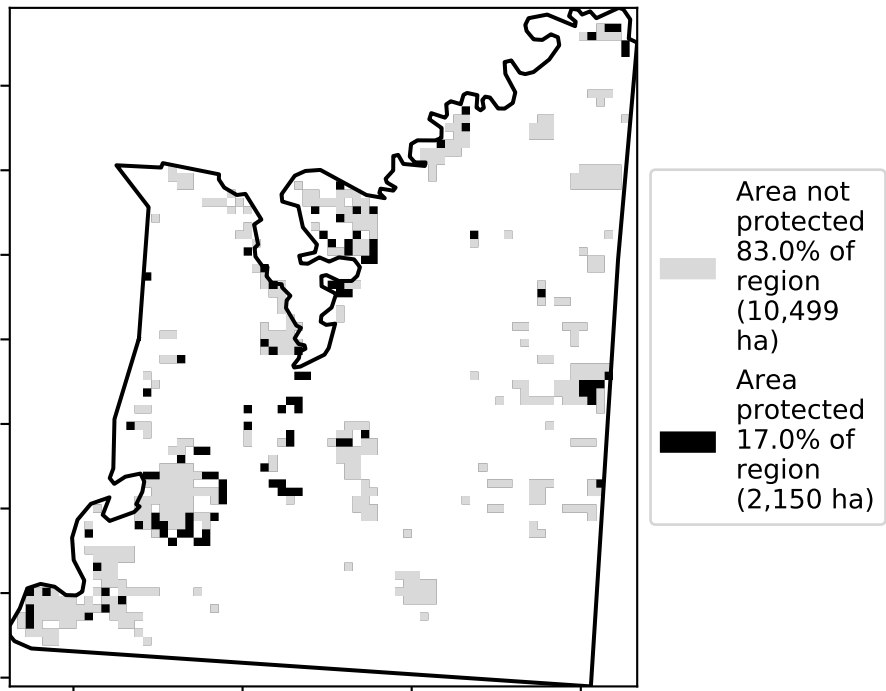 Area not
protected
83.0% of
region
(10,499
ha)
Area
protected
17.0% of
region
(2,150 ha)